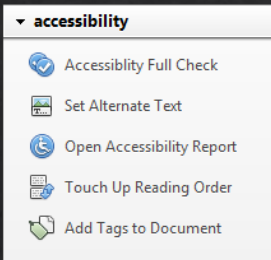 accessibility
Accessiblity Full Check
Set Alternate Text
Open Accessibility Report
Touch Up Reading Order
Add Tags to Document